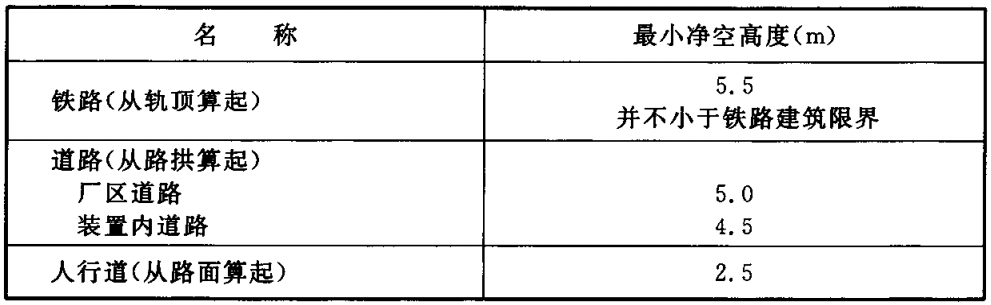 名 称 最小净空高度(m)
铁路(从轨顶算起) 5.5
并不小于铁路建筑限界
道路(从路拱算起)
厂区道路 5.0
装置内道路 4.5
人行道(从路面算起) 2.5